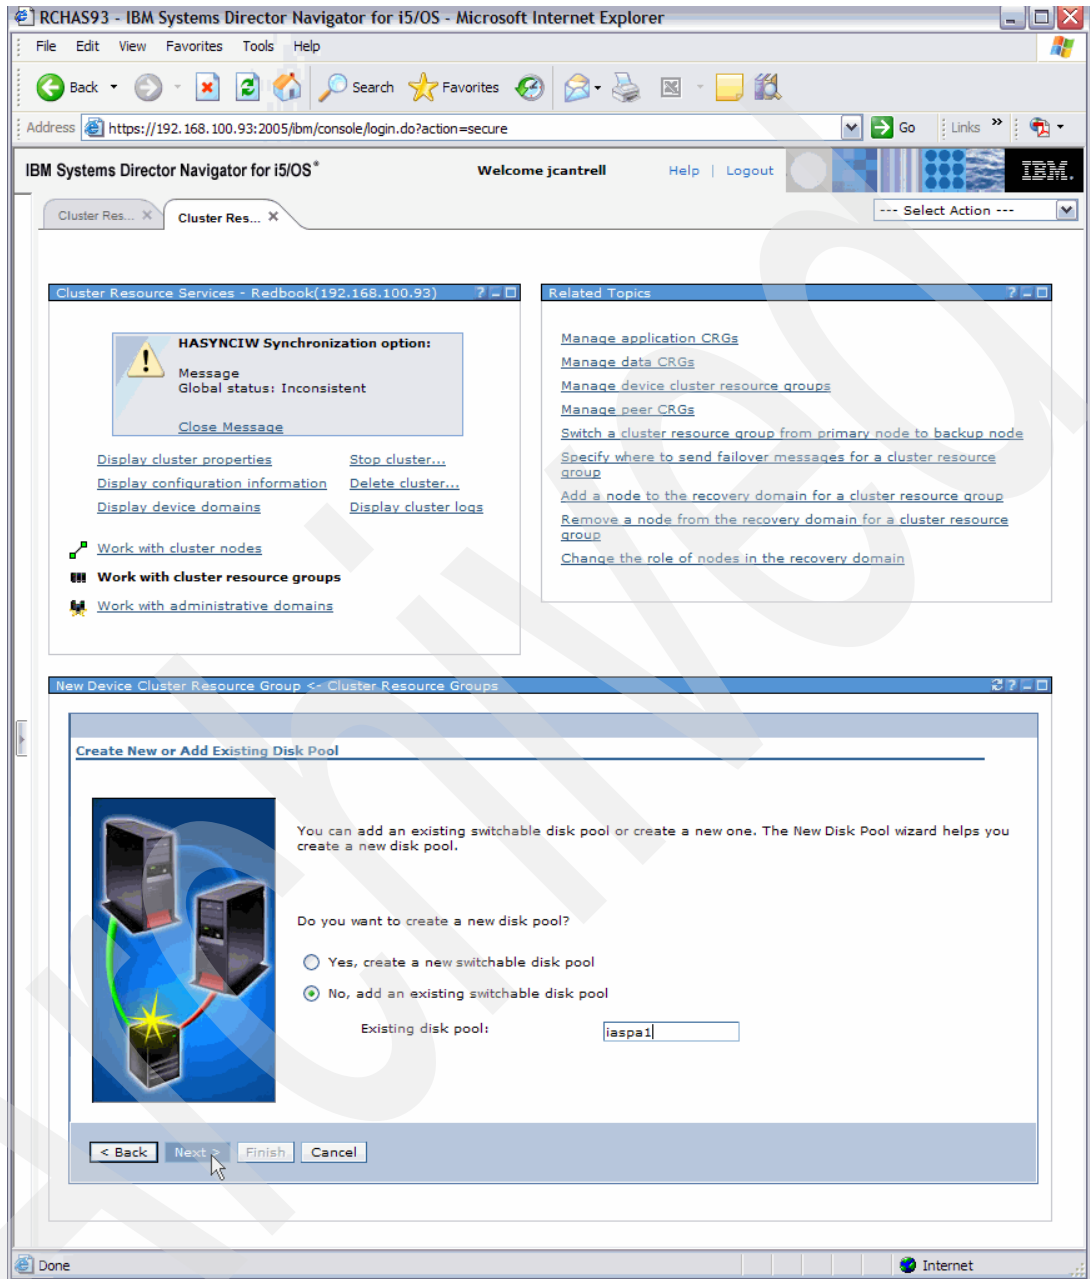 RCHAS93 - IBM Systems Director Navigator for i5/OS - Microsoft Internet Explorer
File Edit View Favorites Tools Help
Back Search Favorites
Address https://192.168.100.93:2005/ibm/console/login.do?action=secure Go Links »
IBM Systems Director Navigator for i5/OS® Welcome jcantrell Help | Logout IBM.
Cluster Res... X Cluster Res... X --- Select Action ---
Cluster Resource Services - Redbook(192.168.100.93)
HASYNCIW Synchronization option:
Message
Global status: Inconsistent
Close Message
Display cluster properties Stop cluster...
Display configuration information Delete cluster...
Display device domains Display cluster logs
Work with cluster nodes
Work with cluster resource groups
Work with administrative domains
Related Topics
Manage application CRGs
Manage data CRGs
Manage device cluster resource groups
Manage peer CRGs
Switch a cluster resource group from primary node to backup node
Specify where to send failover messages for a cluster resource
group
Add a node to the recovery domain for a cluster resource group
Remove a node from the recovery domain for a cluster resource
group
Change the role of nodes in the recovery domain
New Device Cluster Resource Group <- Cluster Resource Groups
Create New or Add Existing Disk Pool
You can add an existing switchable disk pool or create a new one. The New Disk Pool wizard helps you
create a new disk pool.
Do you want to create a new disk pool?
Yes, create a new switchable disk pool
No, add an existing switchable disk pool
Existing disk pool: iaspa1
< Back Next > Finish Cancel
Done Internet
Archived